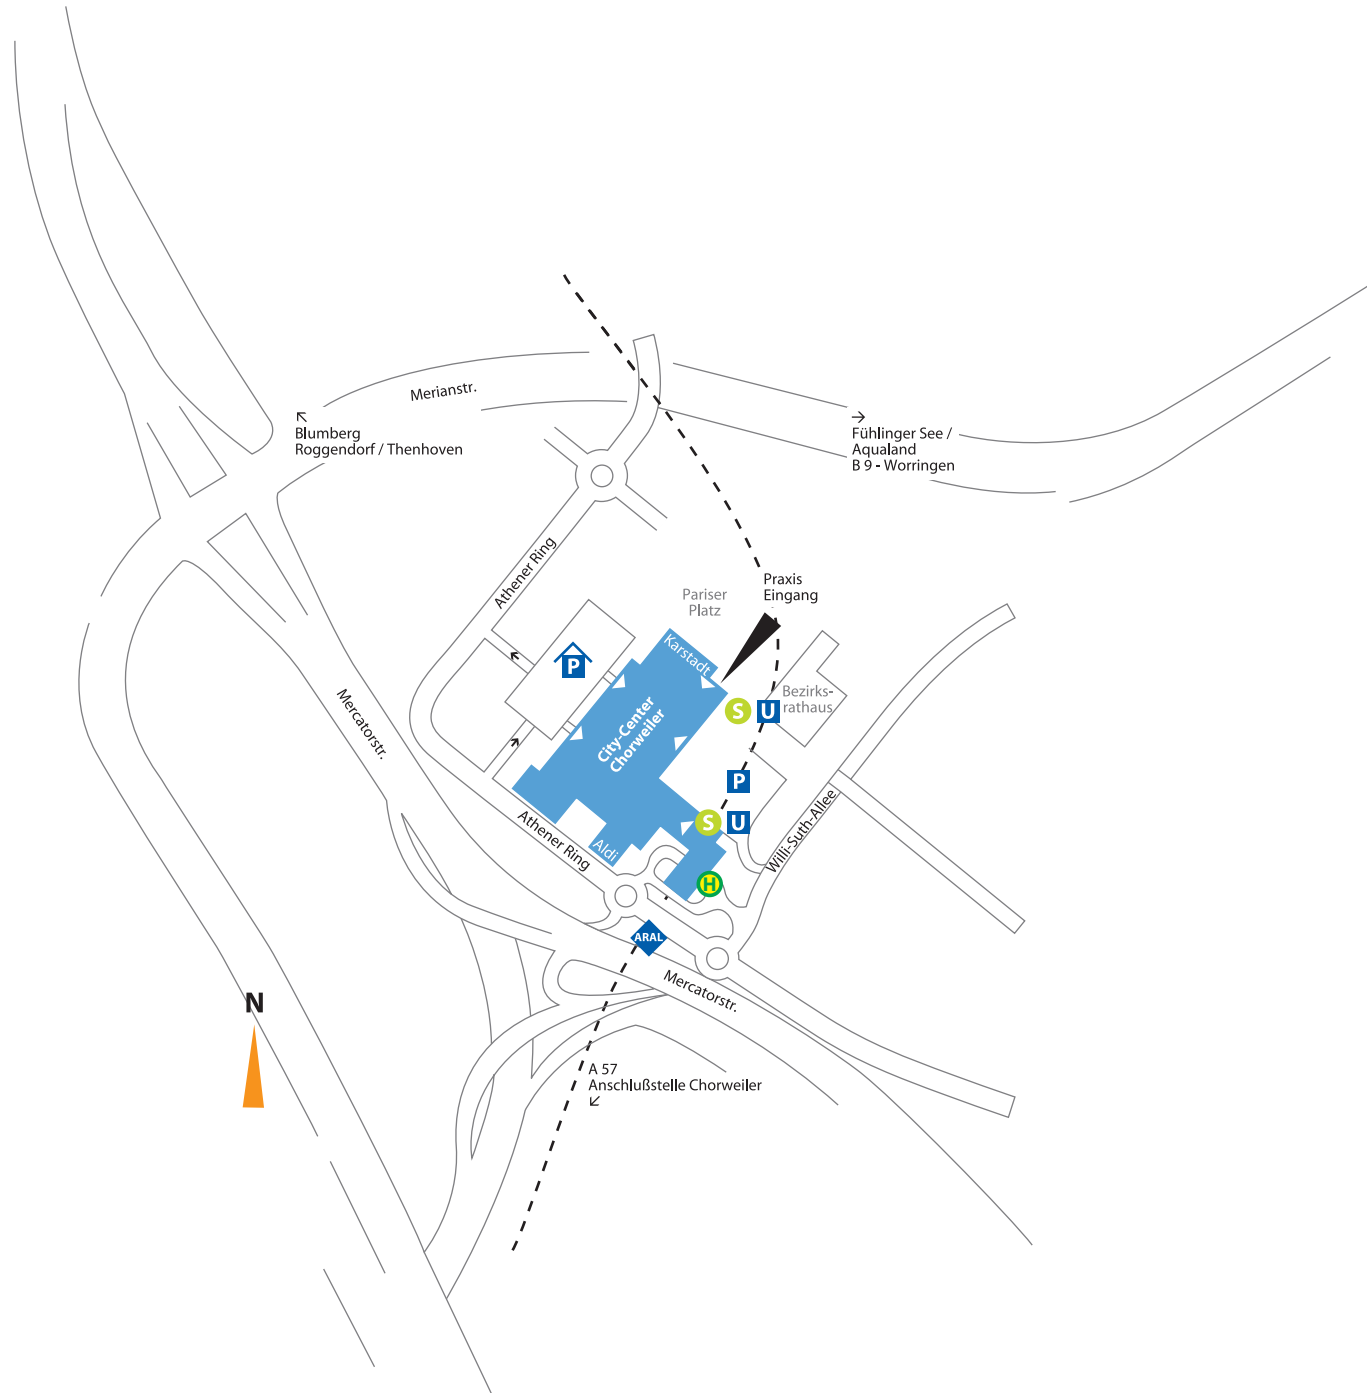 Merianstr.
Blumberg
Roggendorf / Thenhoven
Fühlinger See /
Aqualand
B 9 - Worringen
Athener Ring
Praxis
Eingang
Pariser
Platz
Karstadt
P
Bezirks-
rathaus
S
U
City-Center
Chorweiler
Mercatorstr.
P
S
U
Athener Ring
Aldi
Willi-Suth-Allee
H
ARAL
Mercatorstr.
N
A 57
Anschlußstelle Chorweiler